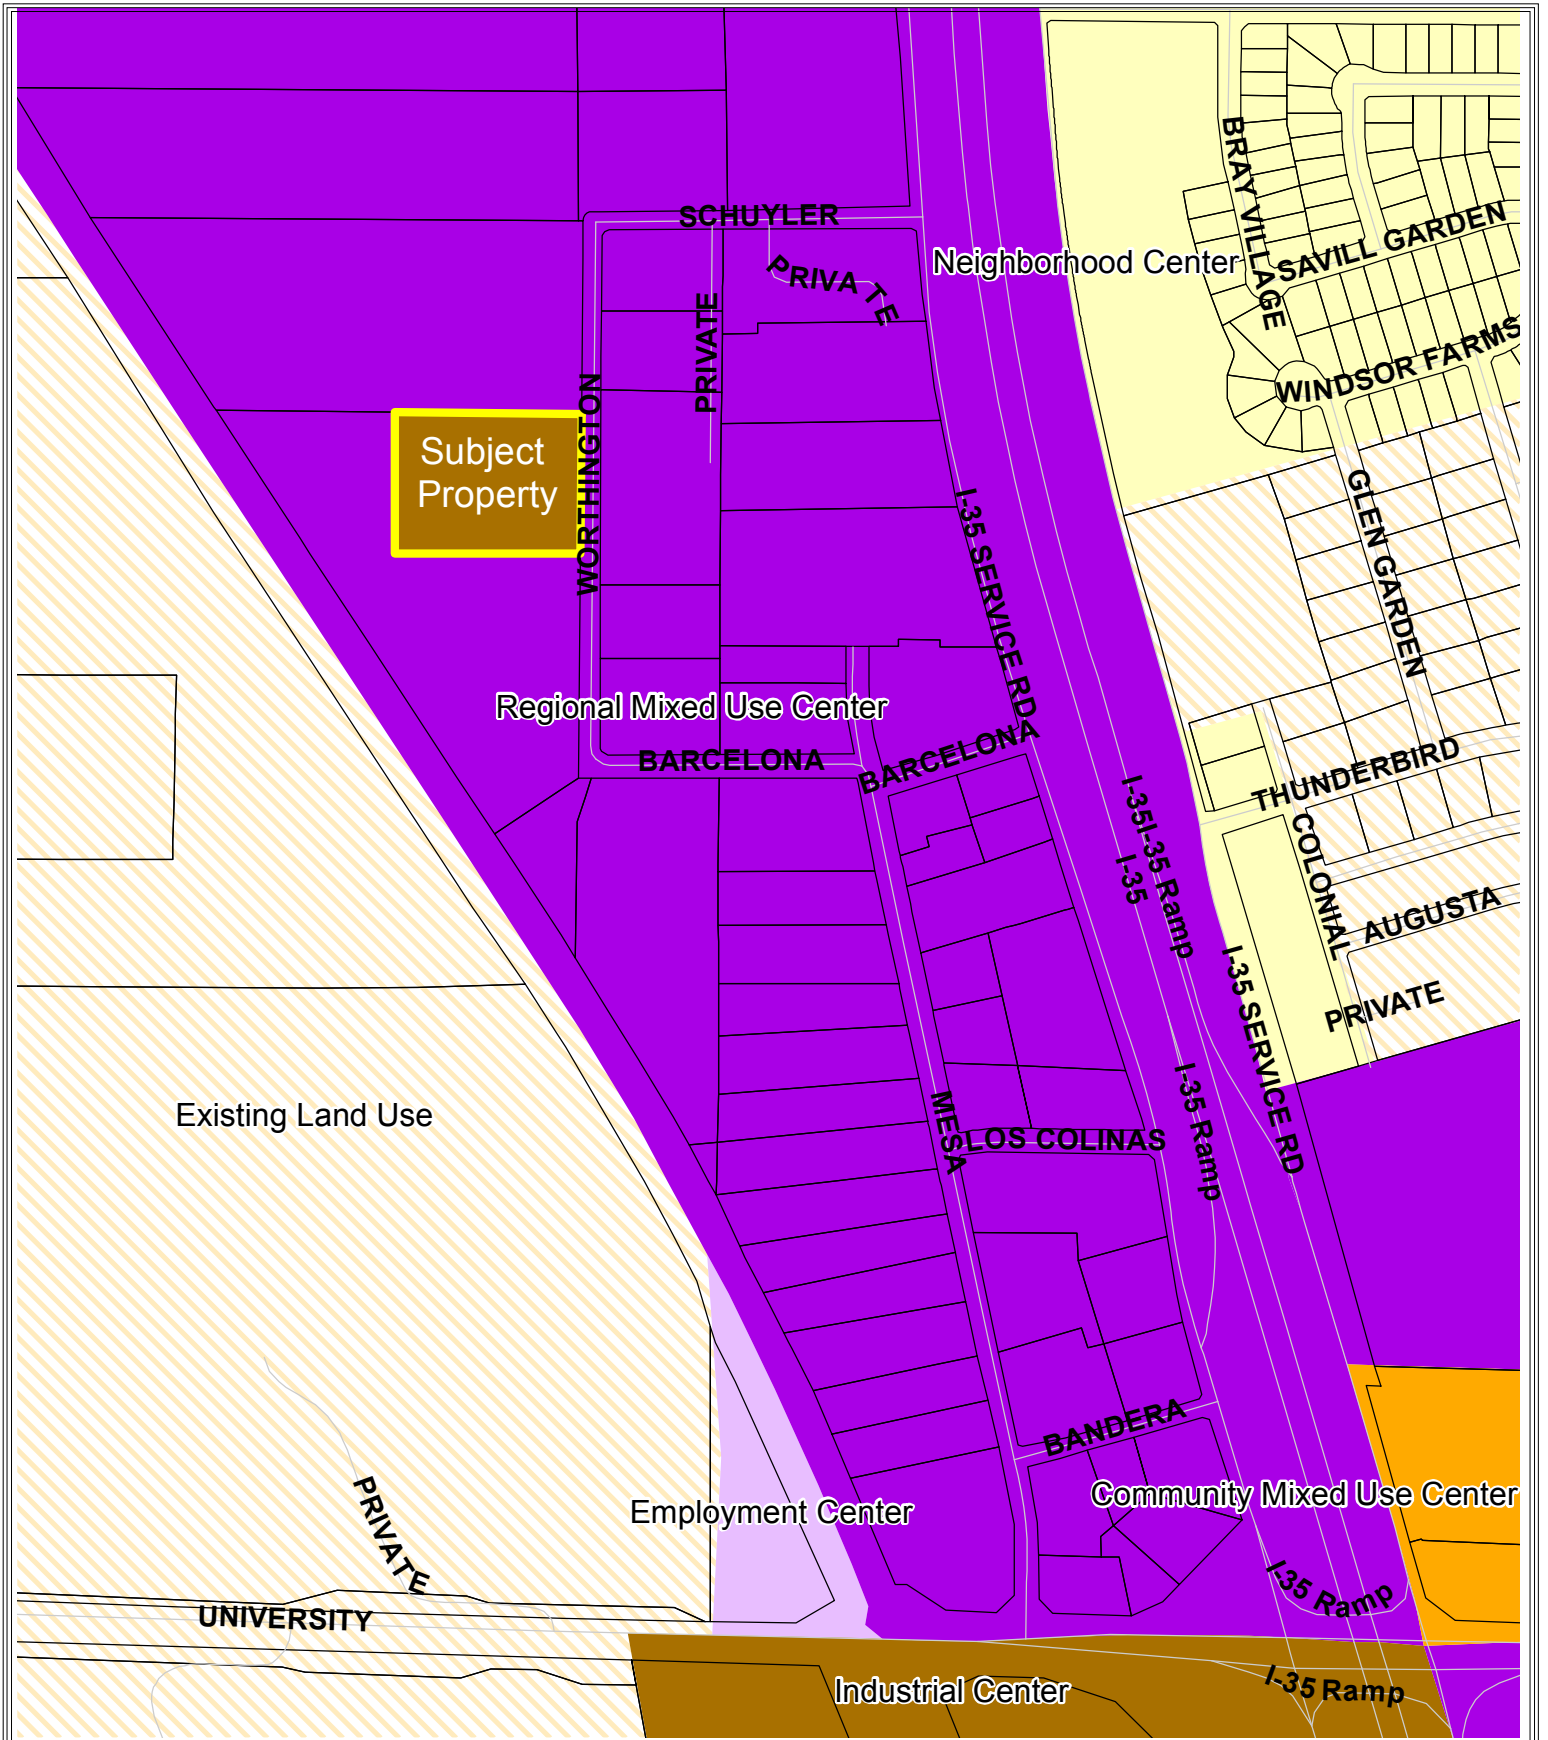 BRAY VILLAGE
SCHUYLER
SAVILL GARDEN
Neighborhood Center
PRIVATE
PRIVATE
WINDSOR FARMS
WORTHINGTON
Subject
Property
GLEN GARDEN
I-35 SERVICE RD
Regional Mixed Use Center
BARCELONA
BARCELONA
THUNDERBIRD
I-35
I-35 Ramp
I-35
COLONIAL
AUGUSTA
I-35 SERVICE RD
PRIVATE
Existing Land Use
MESA
LOS COLINAS
I-35 Ramp
BANDERA
Community Mixed Use Center
Employment Center
PRIVATE
I-35 Ramp
UNIVERSITY
Industrial Center
I-35 Ramp